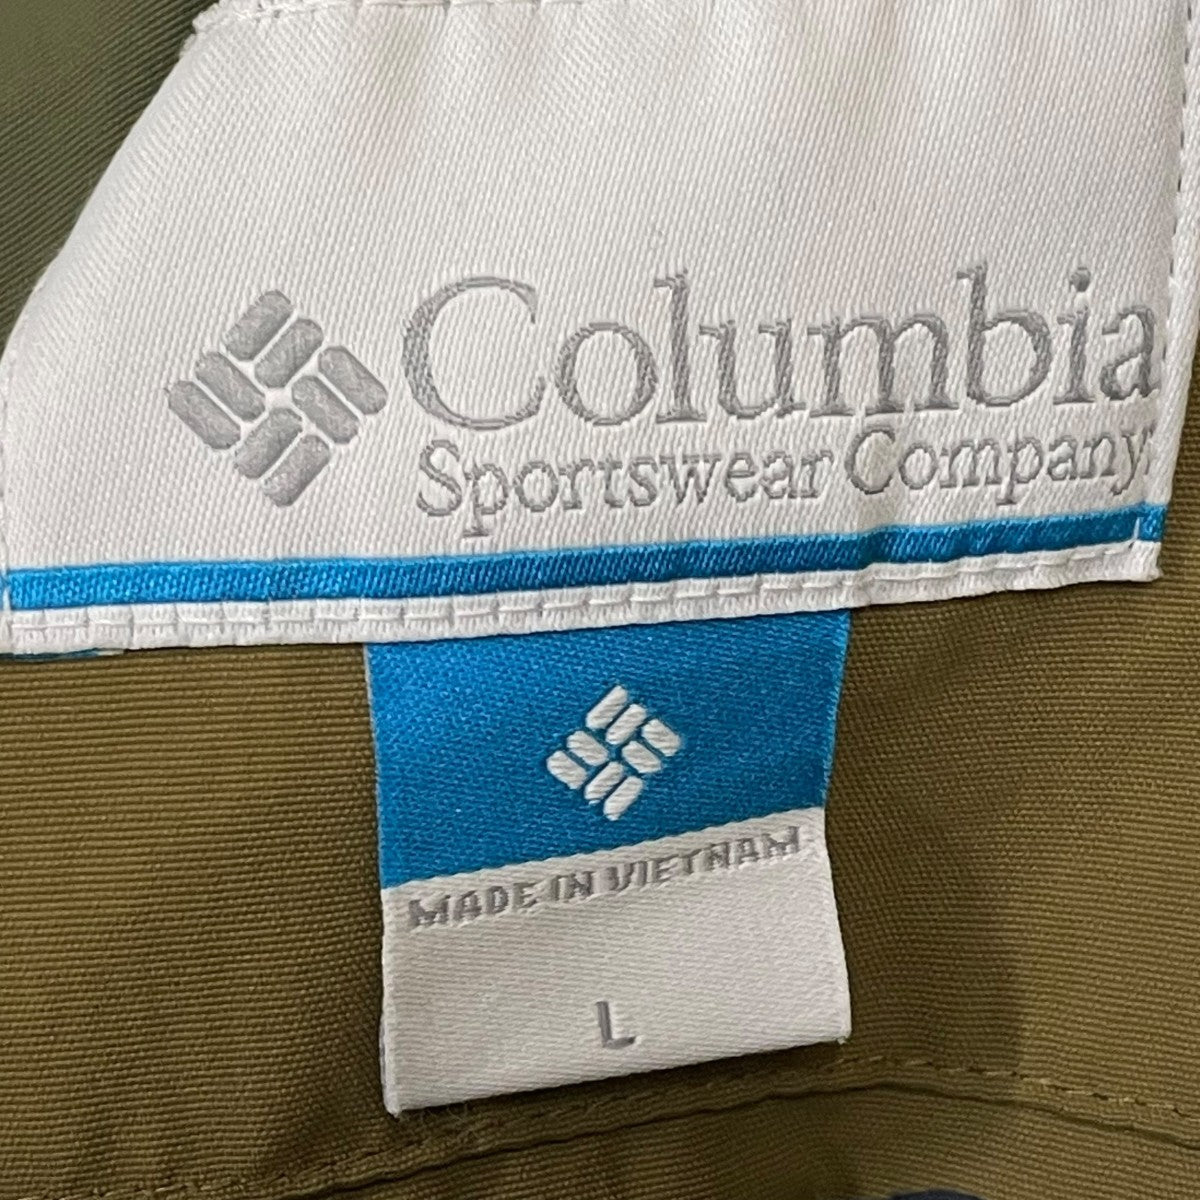 Columbia
Sportswear Company
MADE IN VIETNAM
L